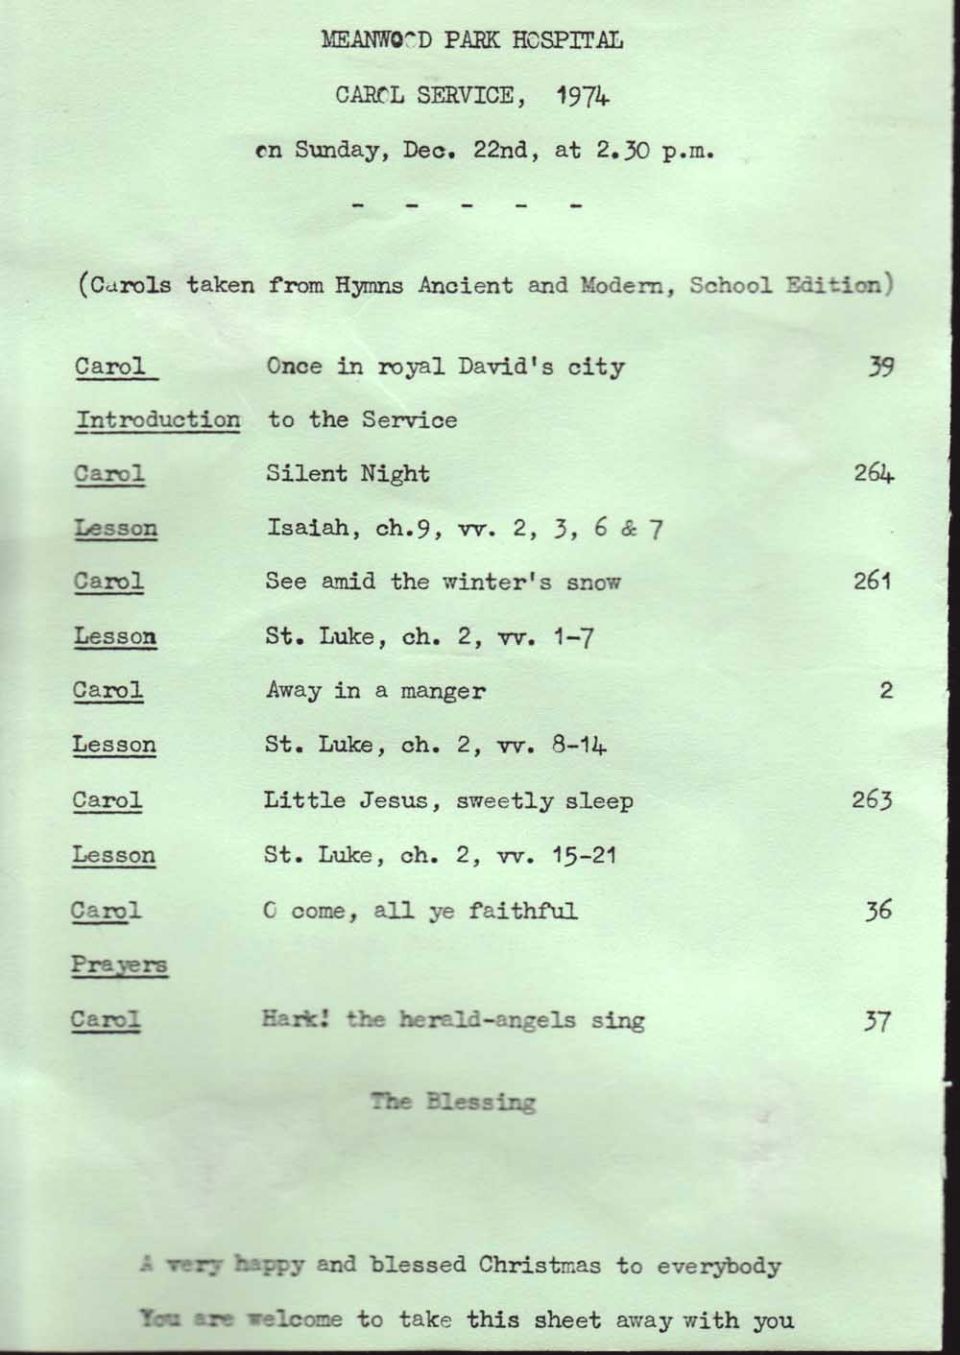 MEANWOOD PARK HOSPITAL
CAROL SERVICE, 1974
on Sunday, Dec. 22nd, at 2.30 p.m.
- - - - -
(Carols taken from Hymns Ancient and Modern, School Edition)
Carol Once in royal David's city 39
Introduction to the Service
Carol Silent Night 264
Lesson Isaiah, ch.9, vv. 2, 3, 6 & 7
Carol See amid the winter's snow 261
Lesson St. Luke, ch. 2, vv. 1-7
Carol Away in a manger 2
Lesson St. Luke, ch. 2, vv. 8-14
Carol Little Jesus, sweetly sleep 263
Lesson St. Luke, ch. 2, vv. 15-21
Carol O come, all ye faithful 36
Prayers
Carol Hark! the herald-angels sing 37
The Blessing
A very happy and blessed Christmas to everybody
You are welcome to take this sheet away with you